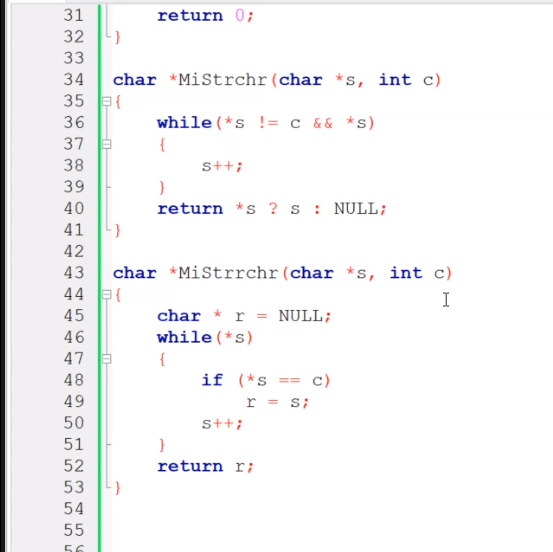 31 return 0;
32 }
33
34 char *MiStrchr(char *s, int c)
35 {
36 while(*s != c && *s)
37 {
38 s++;
39 }
40 return *s ? s : NULL;
41 }
42
43 char *MiStrrchr(char *s, int c)
44 {
45 char * r = NULL;
46 while(*s)
47 {
48 if (*s == c)
49 r = s;
50 s++;
51 }
52 return r;
53 }
54
55
56